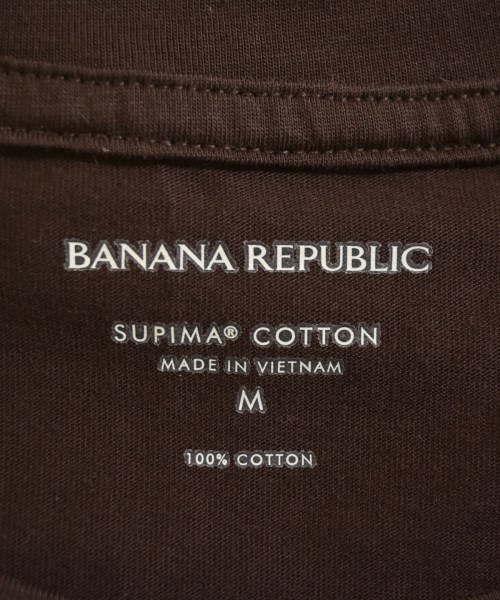 BANANA REPUBLIC
SUPIMA® COTTON
MADE IN VIETNAM
M
100% COTTON